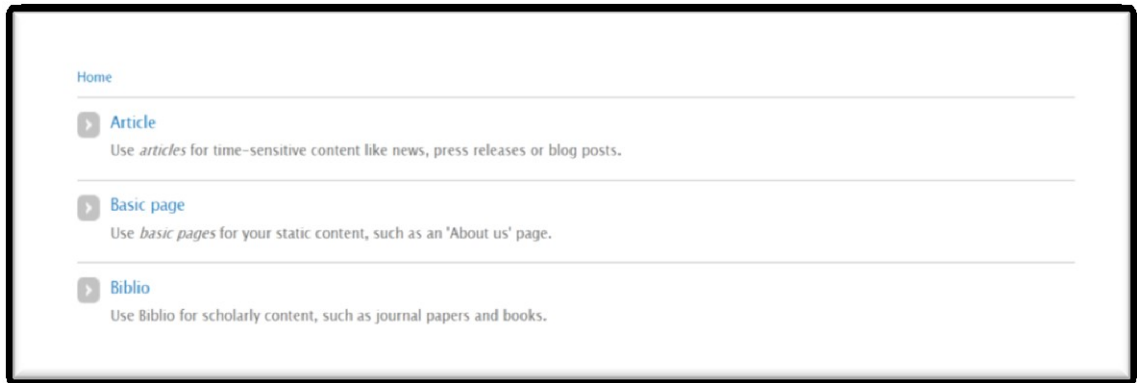 Home
Article
Use articles for time-sensitive content like news, press releases or blog posts.
Basic page
Use basic pages for your static content, such as an 'About us' page.
Biblio
Use Biblio for scholarly content, such as journal papers and books.